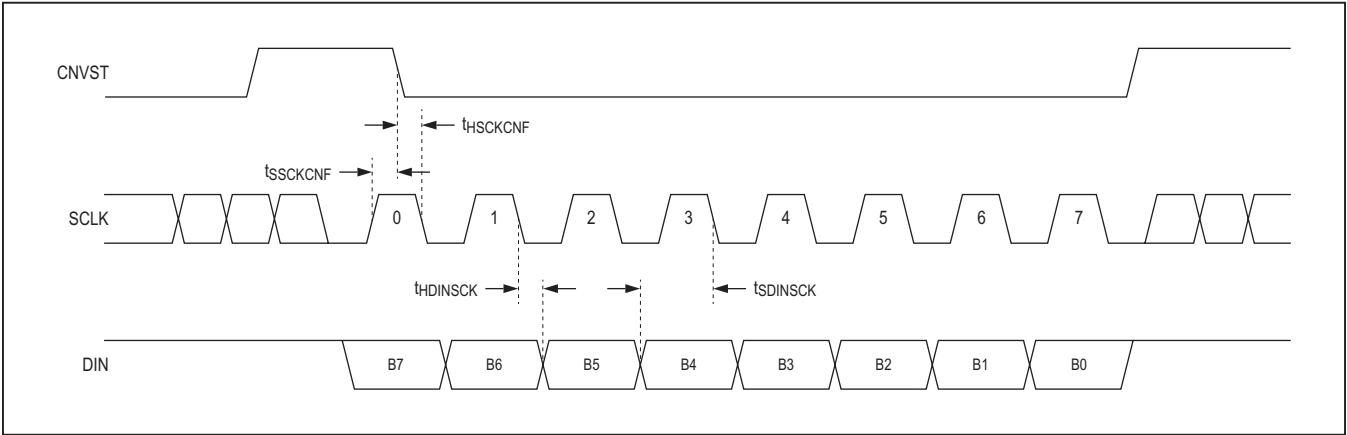 CNVST
tHSCKCNF
tSSCKCNF
SCLK 0 1 2 3 4 5 6 7
tHDINSCK tSDINSCK
DIN B7 B6 B5 B4 B3 B2 B1 B0